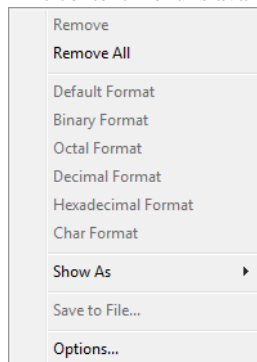 Remove
Remove All
Default Format
Binary Format
Octal Format
Decimal Format
Hexadecimal Format
Char Format
Show As
Save to File...
Options...